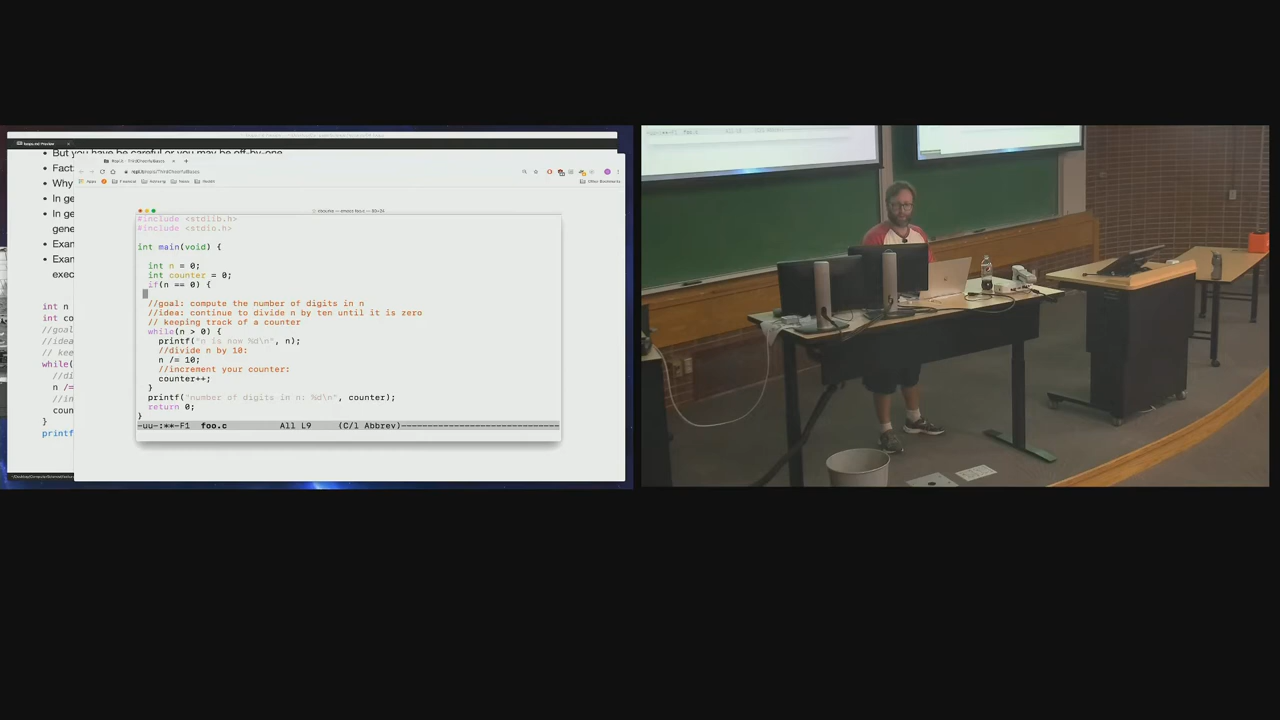 • But you have be careful or you may be off-by-one
• Fact:
• Why
• In ge
• In ge
gene
• Exam
• Exam
exec
int n
int co
//goal
//idea
// kee
while(
//di
n /=
//in
coun
}
printf
#include <stdlib.h>
#include <stdio.h>
int main(void) {
int n = 0;
int counter = 0;
if(n == 0) {
//goal: compute the number of digits in n
//idea: continue to divide n by ten until it is zero
// keeping track of a counter
while(n > 0) {
printf("n is now %d\n", n);
//divide n by 10:
n /= 10;
//increment your counter:
counter++;
}
printf("number of digits in n: %d\n", counter);
return 0;
}
-uu-:**-F1 foo.c All L9 (C/l Abbrev)